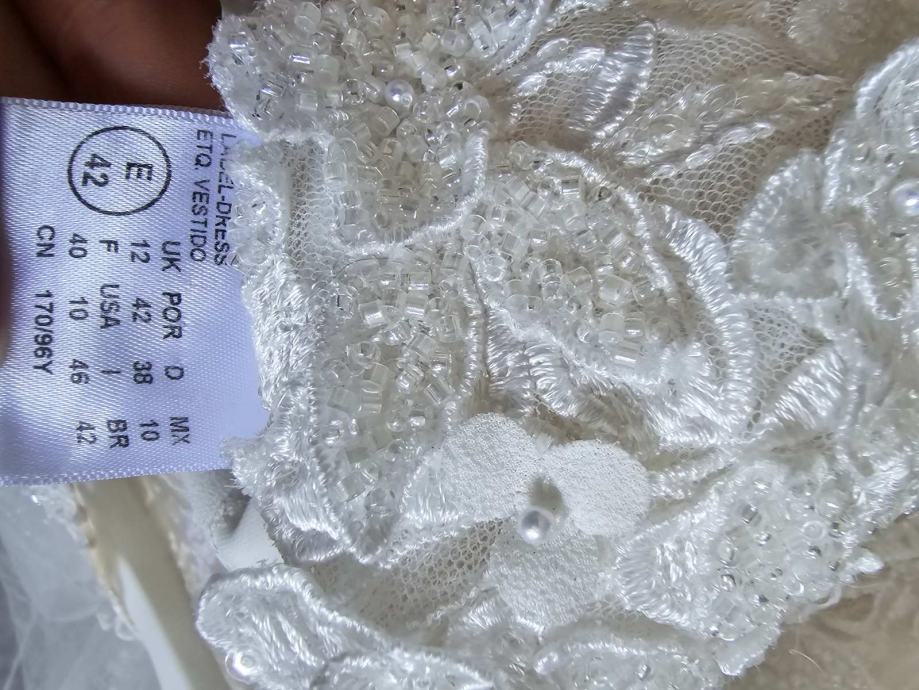 LABEL-DRESS
ETQ. VESTIDO
E
42
UK POR D MX
12 42 38 10
F USA I BR
40 10 46 42
CN 170/96Y